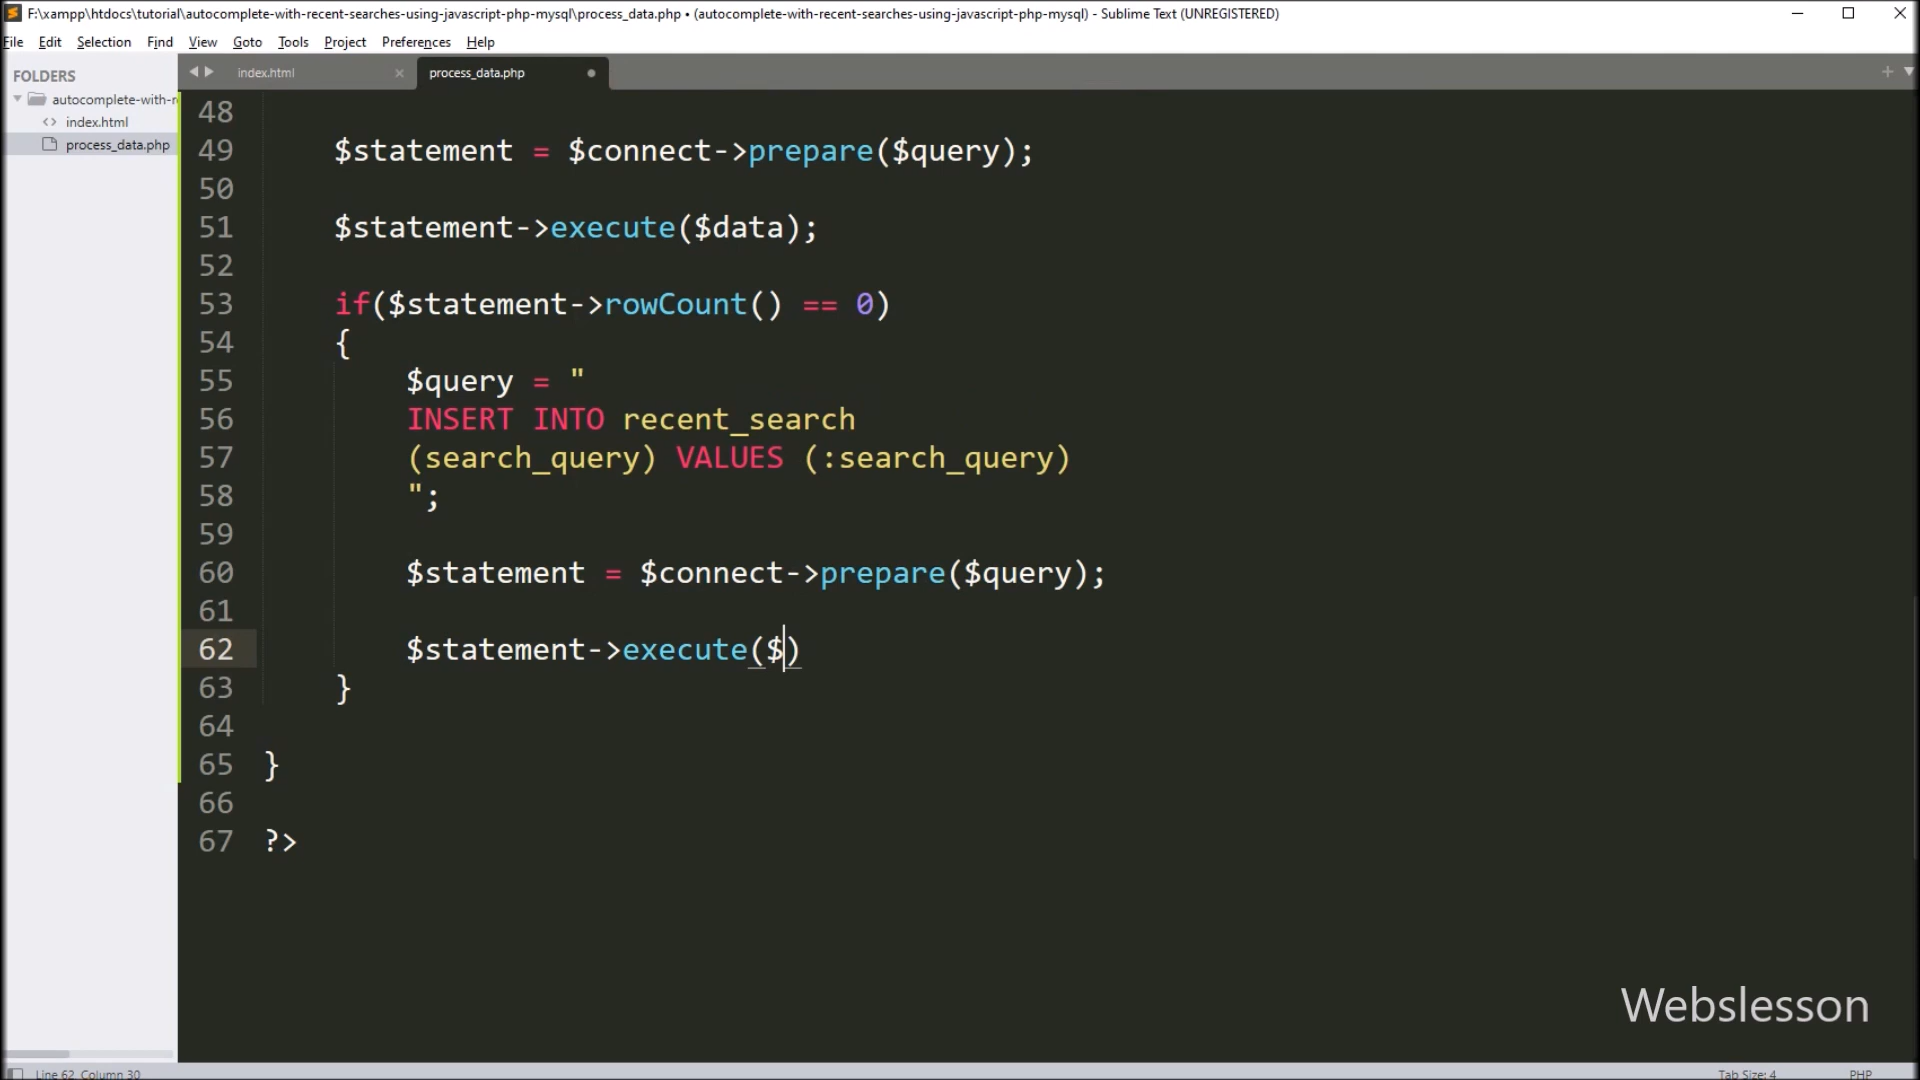 F:\xampp\htdocs\tutorial\autocomplete-with-recent-searches-using-javascript-php-mysql\process_data.php • (autocomplete-with-recent-searches-using-javascript-php-mysql) - Sublime Text (UNREGISTERED)
File Edit Selection Find View Goto Tools Project Preferences Help
FOLDERS
autocomplete-with-r
index.html
process_data.php
index.html
process_data.php
48
49 $statement = $connect->prepare($query);
50
51 $statement->execute($data);
52
53 if($statement->rowCount() == 0)
54 {
55 $query = "
56 INSERT INTO recent_search
57 (search_query) VALUES (:search_query)
58 ";
59
60 $statement = $connect->prepare($query);
61
62 $statement->execute($)
63 }
64
65 }
66
67 ?>
Webslesson
Line 62, Column 30
Tab Size: 4 PHP